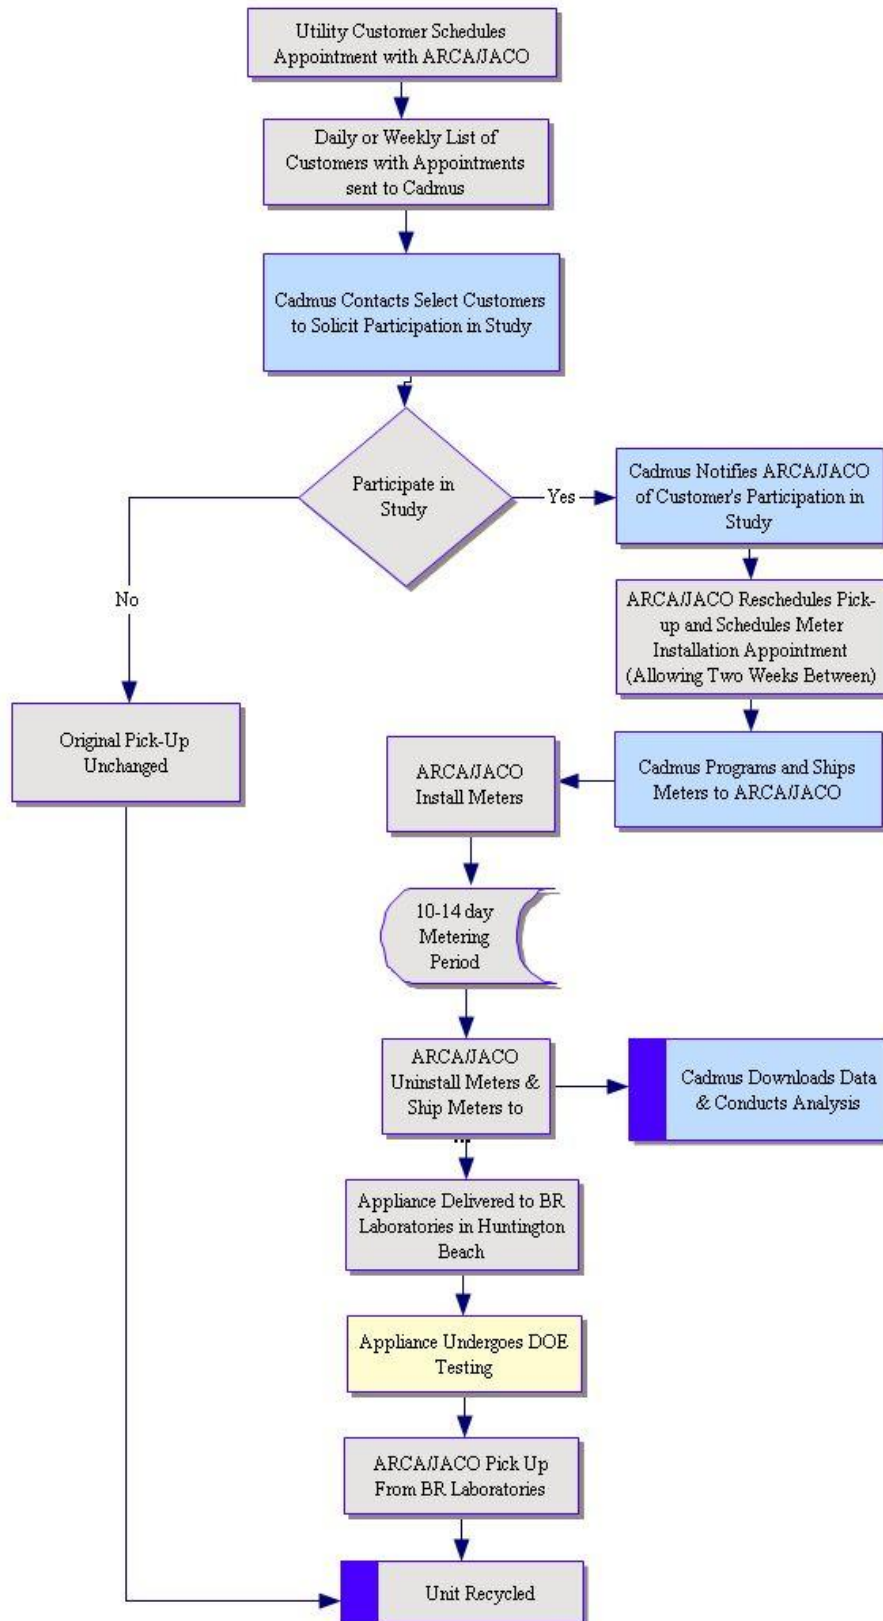 Utility Customer Schedules
Appointment with ARCA/JACO
Daily or Weekly List of
Customers with Appointments
sent to Cadmus
Cadmus Contacts Select Customers
to Solicit Participation in Study
Participate in
Study
Yes
No
Cadmus Notifies ARCA/JACO
of Customer's Participation in
Study
ARCA/JACO Reschedules Pick-
up and Schedules Meter
Installation Appointment
(Allowing Two Weeks Between)
Original Pick-Up
Unchanged
Cadmus Programs and Ships
Meters to ARCA/JACO
ARCA/JACO
Install Meters
10-14 day
Metering
Period
ARCA/JACO
Uninstall Meters &
Ship Meters to
...
Cadmus Downloads Data
& Conducts Analysis
Appliance Delivered to BR
Laboratories in Huntington
Beach
Appliance Undergoes DOE
Testing
ARCA/JACO Pick Up
From BR Laboratories
Unit Recycled